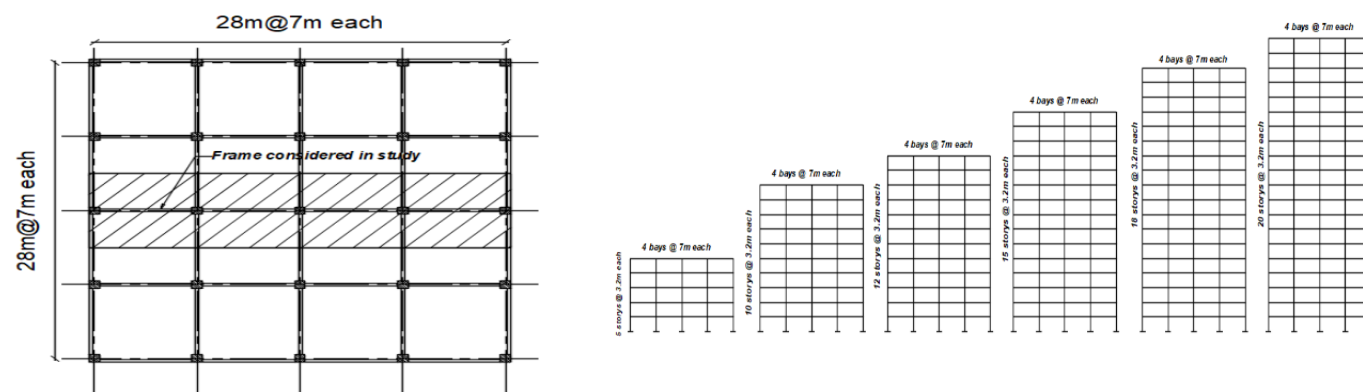 28m@7m each
28m@7m each
Frame considered in study
4 bays @ 7m each
5 storys @ 3.2m each
4 bays @ 7m each
10 storys @ 3.2m each
4 bays @ 7m each
12 storys @ 3.2m each
4 bays @ 7m each
15 storys @ 3.2m each
4 bays @ 7m each
18 storys @ 3.2m each
4 bays @ 7m each
20 storys @ 3.2m each